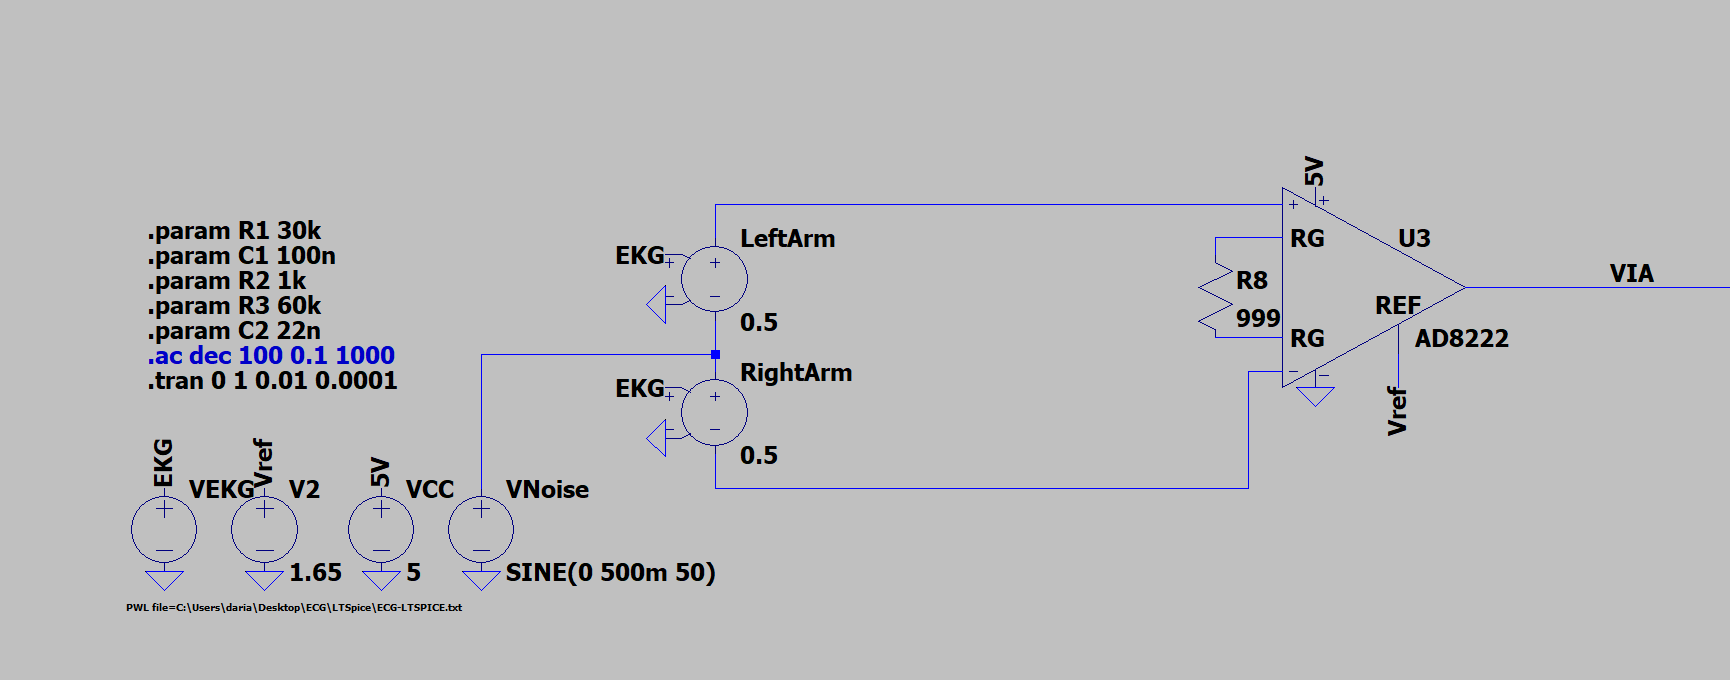 5V
LeftArm
EKG
RG
U3
.param R1 30k
.param C1 100n
.param R2 1k
.param R3 60k
.param C2 22n
.ac dec 100 0.1 1000
.tran 0 1 0.01 0.0001
R8
999
VIA
REF
0.5
RG
AD8222
RightArm
EKG
Vref
0.5
EKG
VEKG
Vref
V2
5V
VCC
VNoise
1.65
5
SINE(0 500m 50)
PWL file=C:\Users\daria\Desktop\ECG\LTSpice\ECG-LTSPICE.txt